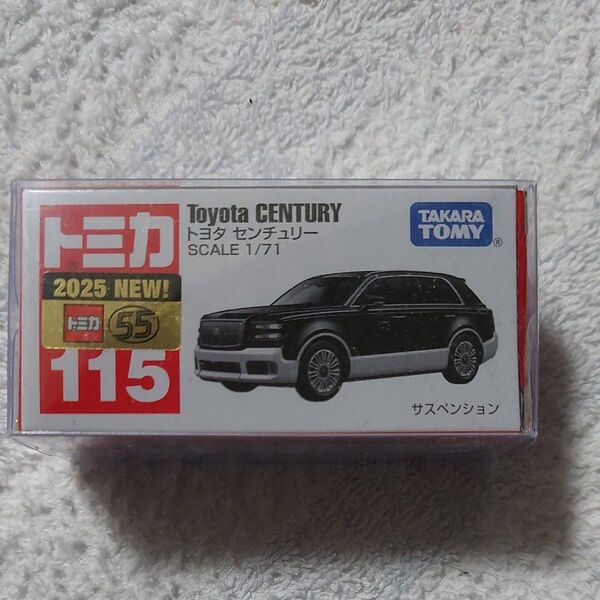 トミカ
2025 NEW!
トミカ 55
115
Toyota CENTURY
トヨタ センチュリー
SCALE 1/71
TAKARA
TOMY
®
サスペンション